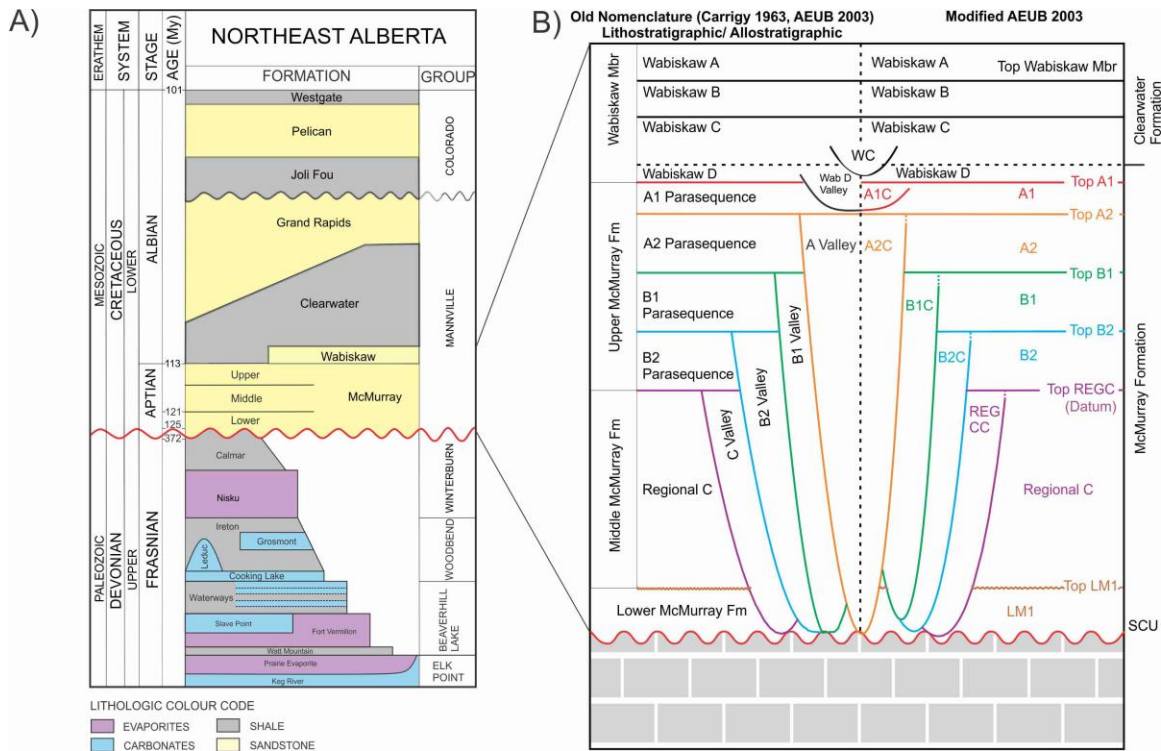 A)
ERATHEM
SYSTEM
STAGE
AGE (My)
NORTHEAST ALBERTA
FORMATION
GROUP
MESOZOIC
CRETACEOUS
LOWER
ALBIAN
APTIAN
PALEOZOIC
DEVONIAN
UPPER
FRASNIAN
101
113
121
125
372
Westgate
Pelican
Joli Fou
Grand Rapids
Clearwater
Wabiskaw
Upper
Middle
McMurray
Lower
Calmar
Nisku
Ireton
Leduc
Grosmont
Cooking Lake
Waterways
Slave Point
Fort Vermilion
Watt Mountain
Prairie Evaporite
Keg River
COLORADO
MANNVILLE
WINTERBURN
WOODBEND
BEAVERHILL
LAKE
ELK
POINT
LITHOLOGIC COLOUR CODE
EVAPORITES
SHALE
CARBONATES
SANDSTONE
B)
Old Nomenclature (Carrigy 1963, AEUB 2003)
Lithostratigraphic/ Allostratigraphic
Modified AEUB 2003
Wabiskaw Mbr
Upper McMurray Fm
Middle McMurray Fm
Wabiskaw A
Wabiskaw A
Top Wabiskaw Mbr
Wabiskaw B
Wabiskaw B
Wabiskaw C
Wabiskaw C
WC
Wabiskaw D
Wab D
Valley
Wabiskaw D
Top A1
A1 Parasequence
A1C
A1
Top A2
A2 Parasequence
A Valley
A2C
A2
Top B1
B1
Parasequence
B1 Valley
B1C
B1
Top B2
B2
Parasequence
B2 Valley
B2C
B2
Top REGC
(Datum)
C Valley
REG
CC
Regional C
Regional C
Top LM1
Lower McMurray Fm
LM1
SCU
Clearwater
Formation
McMurray Formation